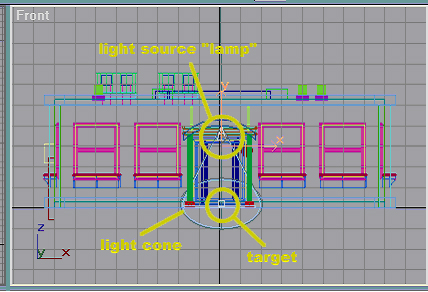 Front
light source "lamp"
y
x
z
y x
light cone
target